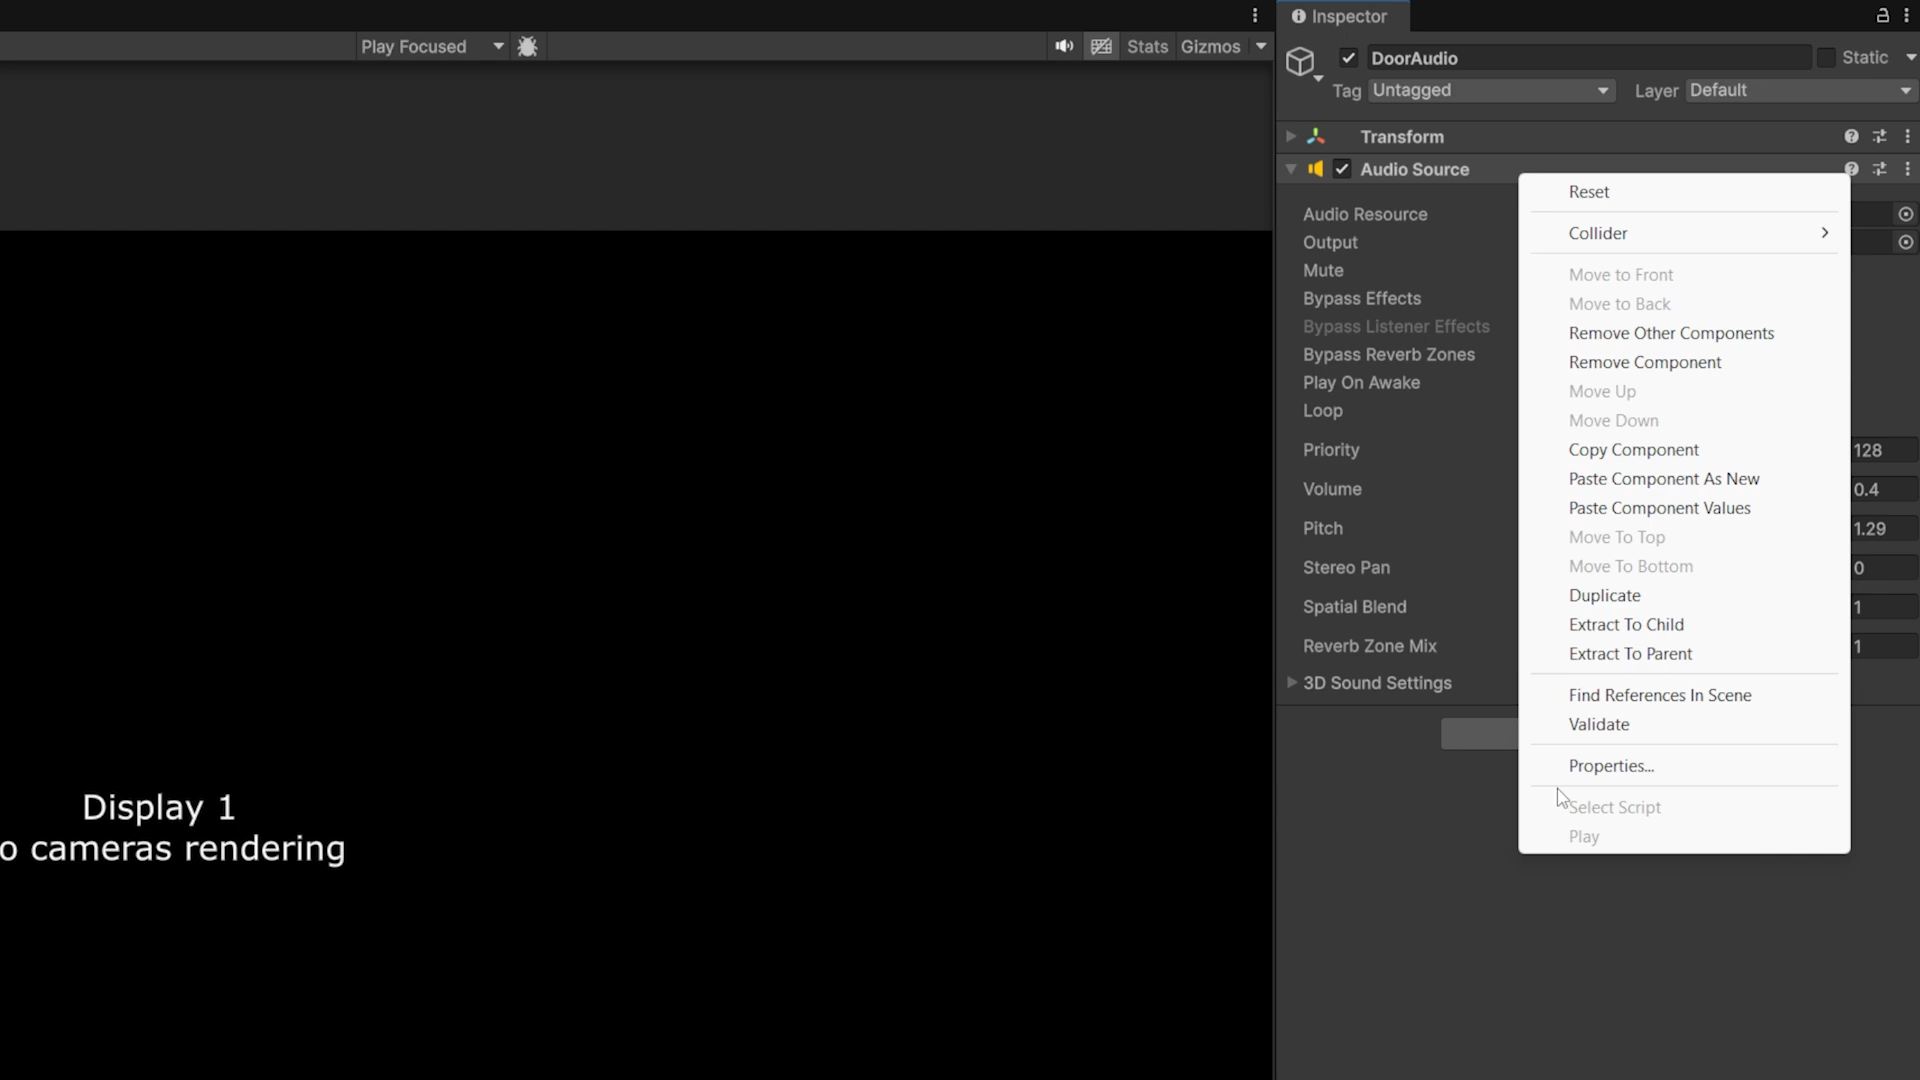 Inspector
Play Focused
Stats
Gizmos
DoorAudio
Static
Tag
Untagged
Layer
Default
Transform
Audio Source
Audio Resource
Output
Mute
Bypass Effects
Bypass Listener Effects
Bypass Reverb Zones
Play On Awake
Loop
Priority
128
Volume
0.4
Pitch
1.29
Stereo Pan
0
Spatial Blend
1
Reverb Zone Mix
1
3D Sound Settings
Reset
Collider
Move to Front
Move to Back
Remove Other Components
Remove Component
Move Up
Move Down
Copy Component
Paste Component As New
Paste Component Values
Move To Top
Move To Bottom
Duplicate
Extract To Child
Extract To Parent
Find References In Scene
Validate
Properties...
Select Script
Play
Display 1
o cameras rendering